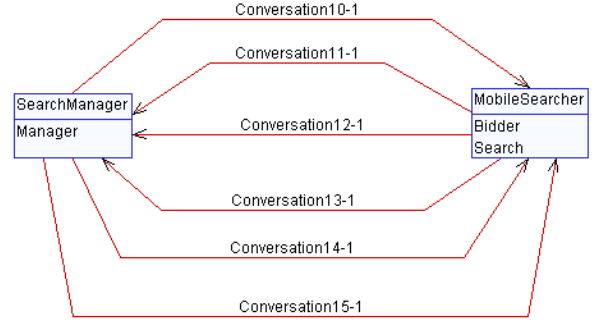 Conversation10-1
Conversation11-1
SearchManager
Manager
MobileSearcher
Bidder
Search
Conversation12-1
Conversation13-1
Conversation14-1
Conversation15-1